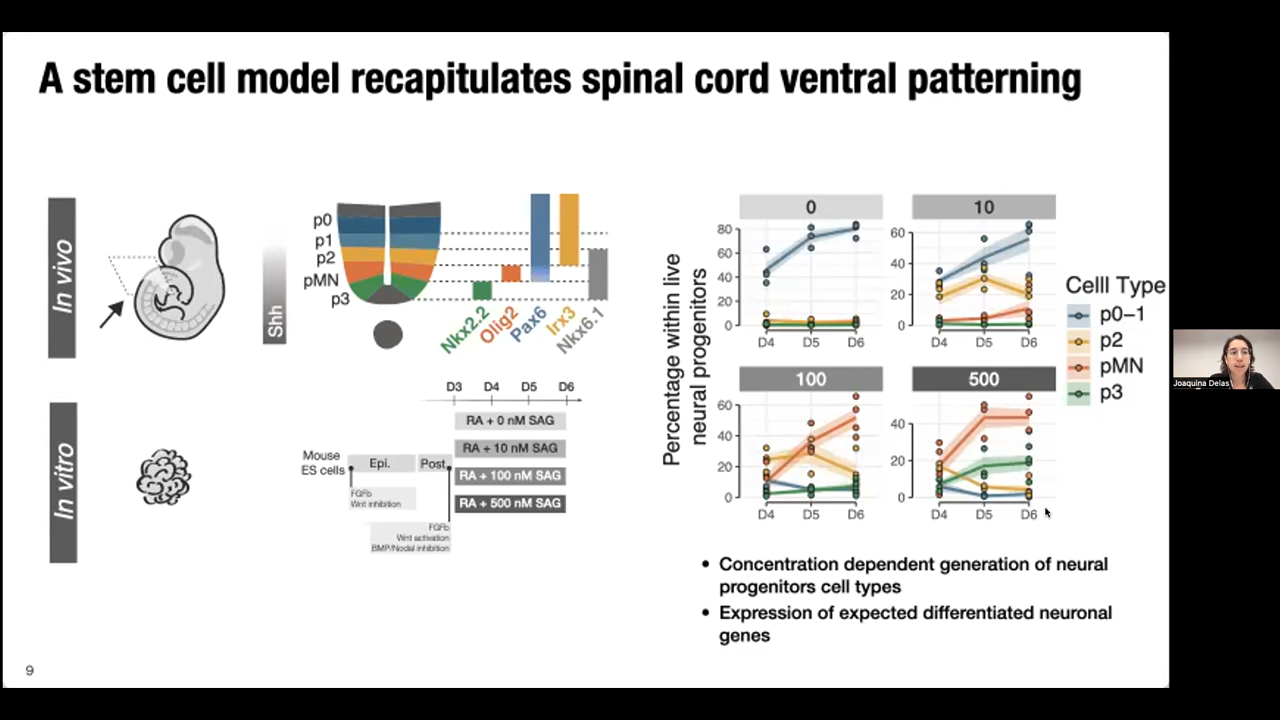 A stem cell model recapitulates spinal cord ventral patterning
In vivo
Shh
p0
p1
p2
pMN
p3
Nkx2.2
Olig2
Pax6
Irx3
Nkx6.1
In vitro
Mouse
ES cells
Epi.
Post.
FGFb
Wnt inhibition
FGFb
Wnt activation
BMP/Nodal inhibition
D3 D4 D5 D6
RA + 0 nM SAG
RA + 10 nM SAG
RA + 100 nM SAG
RA + 500 nM SAG
Percentage within live
neural progenitors
0
80
60
40
20
0
D4 D5 D6
10
60
40
20
0
D4 D5 D6
100
60
40
20
0
D4 D5 D6
500
40
20
0
D4 D5 D6
Celll Type
p0-1
p2
pMN
p3
• Concentration dependent generation of neural
progenitors cell types
• Expression of expected differentiated neuronal
genes
9
Joaquina Delas